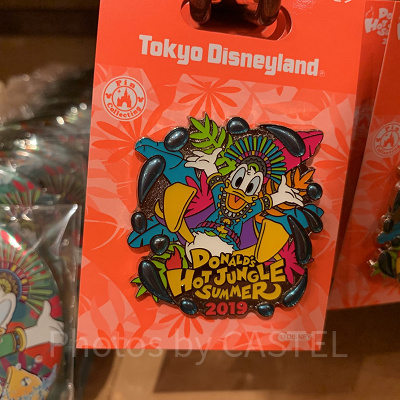 Tokyo Disneyland®
Pin
Collection
DONALD'S
HOT JUNGLE
SUMMER
2019
Photos by CASTEL